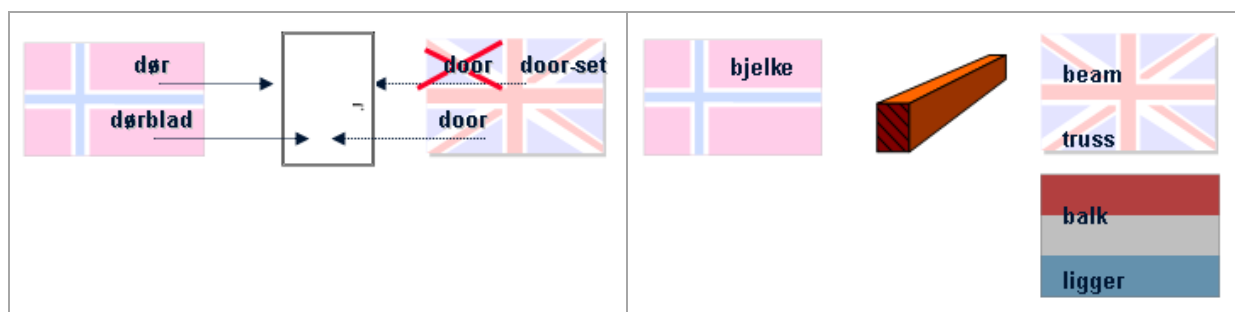 dør
door door-set
dørblad
door
bjelke
beam
truss
balk
ligger